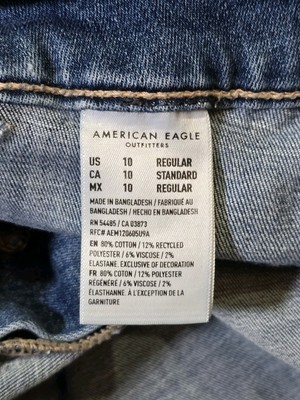 AMERICAN EAGLE
OUTFITTERS
US 10 REGULAR
CA 10 STANDARD
MX 10 REGULAR
MADE IN BANGLADESH / FABRIQUÉ AU
BANGLADESH / HECHO EN BANGLADESH
RN 54485 / CA 03873
RFC# AEM120605U9A
EN 80% COTTON / 12% RECYCLED
POLYESTER / 6% VISCOSE / 2%
ELASTANE. EXCLUSIVE OF DECORATION
FR 80% COTON / 12% POLYESTER
RÉGÉNÉRÉ / 6% VISCOSE / 2%
ÉLASTHANNE. À L'EXCEPTION DE LA
GARNITURE